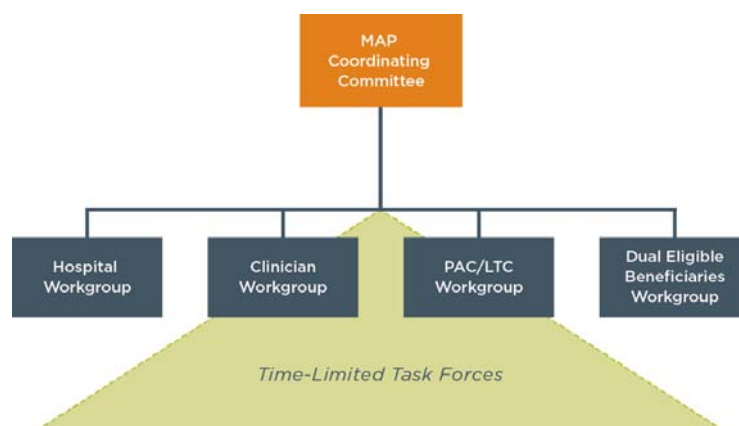 MAP
Coordinating
Committee
Hospital
Workgroup
Clinician
Workgroup
PAC/LTC
Workgroup
Dual Eligible
Beneficiaries
Workgroup
Time-Limited Task Forces